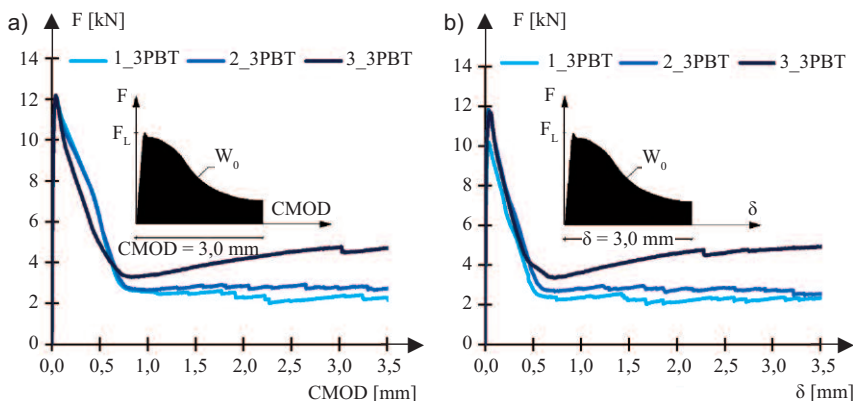 a)
F [kN]
1_3PBT 2_3PBT 3_3PBT
14
12
10
8
6
4
2
0
F
F_L
W_0
CMOD
CMOD = 3,0 mm
0,0 0,5 1,0 1,5 2,0 2,5 3,0 3,5
CMOD [mm]
b)
F [kN]
1_3PBT 2_3PBT 3_3PBT
14
12
10
8
6
4
2
0
F
F_L
W_0
δ
δ = 3,0 mm
0,0 0,5 1,0 1,5 2,0 2,5 3,0 3,5
δ [mm]